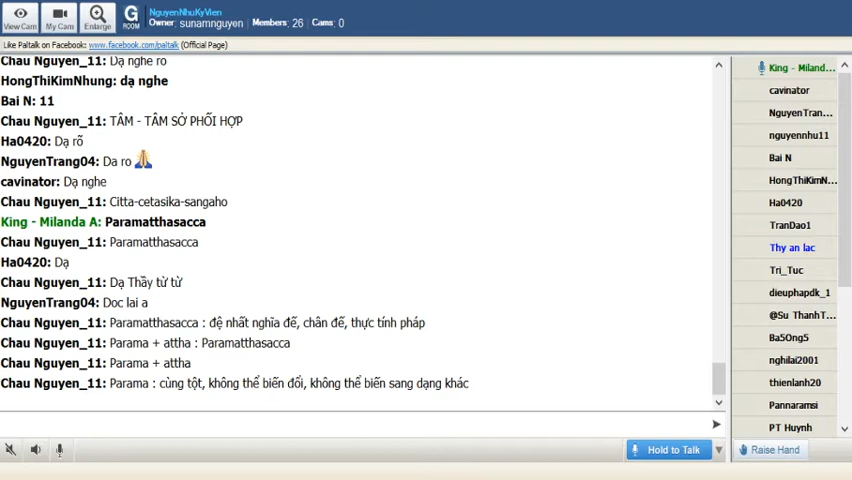 NguyenNhuKyVien
Owner: sunamnguyen Members: 26 Cams: 0
View Cam My Cam Enlarge G ROOM
Like Paltalk on Facebook: www.facebook.com/paltalk (Official Page)
Chau Nguyen_11: Dạ nghe ro
HongThiKimNhung: dạ nghe
Bai N: 11
Chau Nguyen_11: TÂM - TÂM SỞ PHỐI HỢP
Ha0420: Dạ rõ
NguyenTrang04: Da ro
cavinator: Dạ nghe
Chau Nguyen_11: Citta-cetasika-sangaho
King - Milanda A: Paramatthasacca
Chau Nguyen_11: Paramatthasacca
Ha0420: Dạ
Chau Nguyen_11: Dạ Thầy từ từ
NguyenTrang04: Doc lai a
Chau Nguyen_11: Paramatthasacca : đệ nhất nghĩa đế, chân đế, thực tính pháp
Chau Nguyen_11: Parama + attha : Paramatthasacca
Chau Nguyen_11: Parama + attha
Chau Nguyen_11: Parama : cùng tột, không thể biến đổi, không thể biến sang dạng khác
King - Miland...
cavinator
NguyenTran...
nguyennhu11
Bai N
HongThiKimN...
Ha0420
TranDao1
Thy an lac
Tri_Tuc
dieuphapdk_1
@Su ThanhT...
Ba5Ong5
nghilai2001
thienlanh20
Pannaramsi
PT Huynh
Hold to Talk
Raise Hand